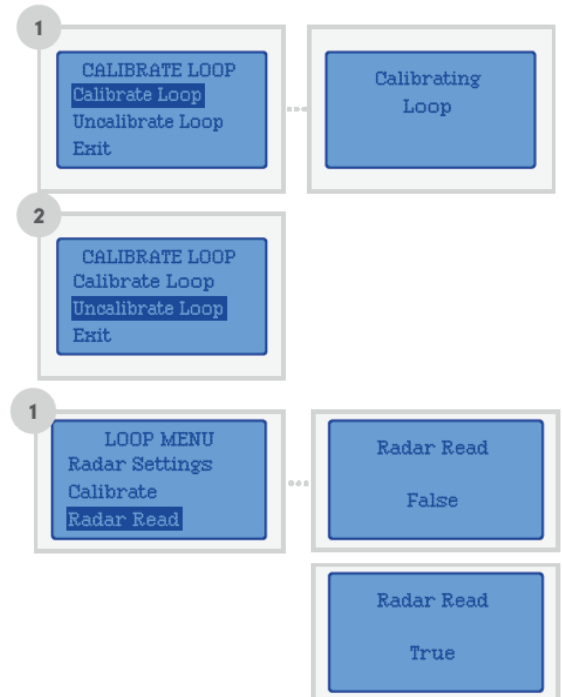 1
CALIBRATE LOOP
Calibrate Loop
Uncalibrate Loop
Exit
Calibrating
Loop
2
CALIBRATE LOOP
Calibrate Loop
Uncalibrate Loop
Exit
1
LOOP MENU
Radar Settings
Calibrate
Radar Read
Radar Read
False
Radar Read
True